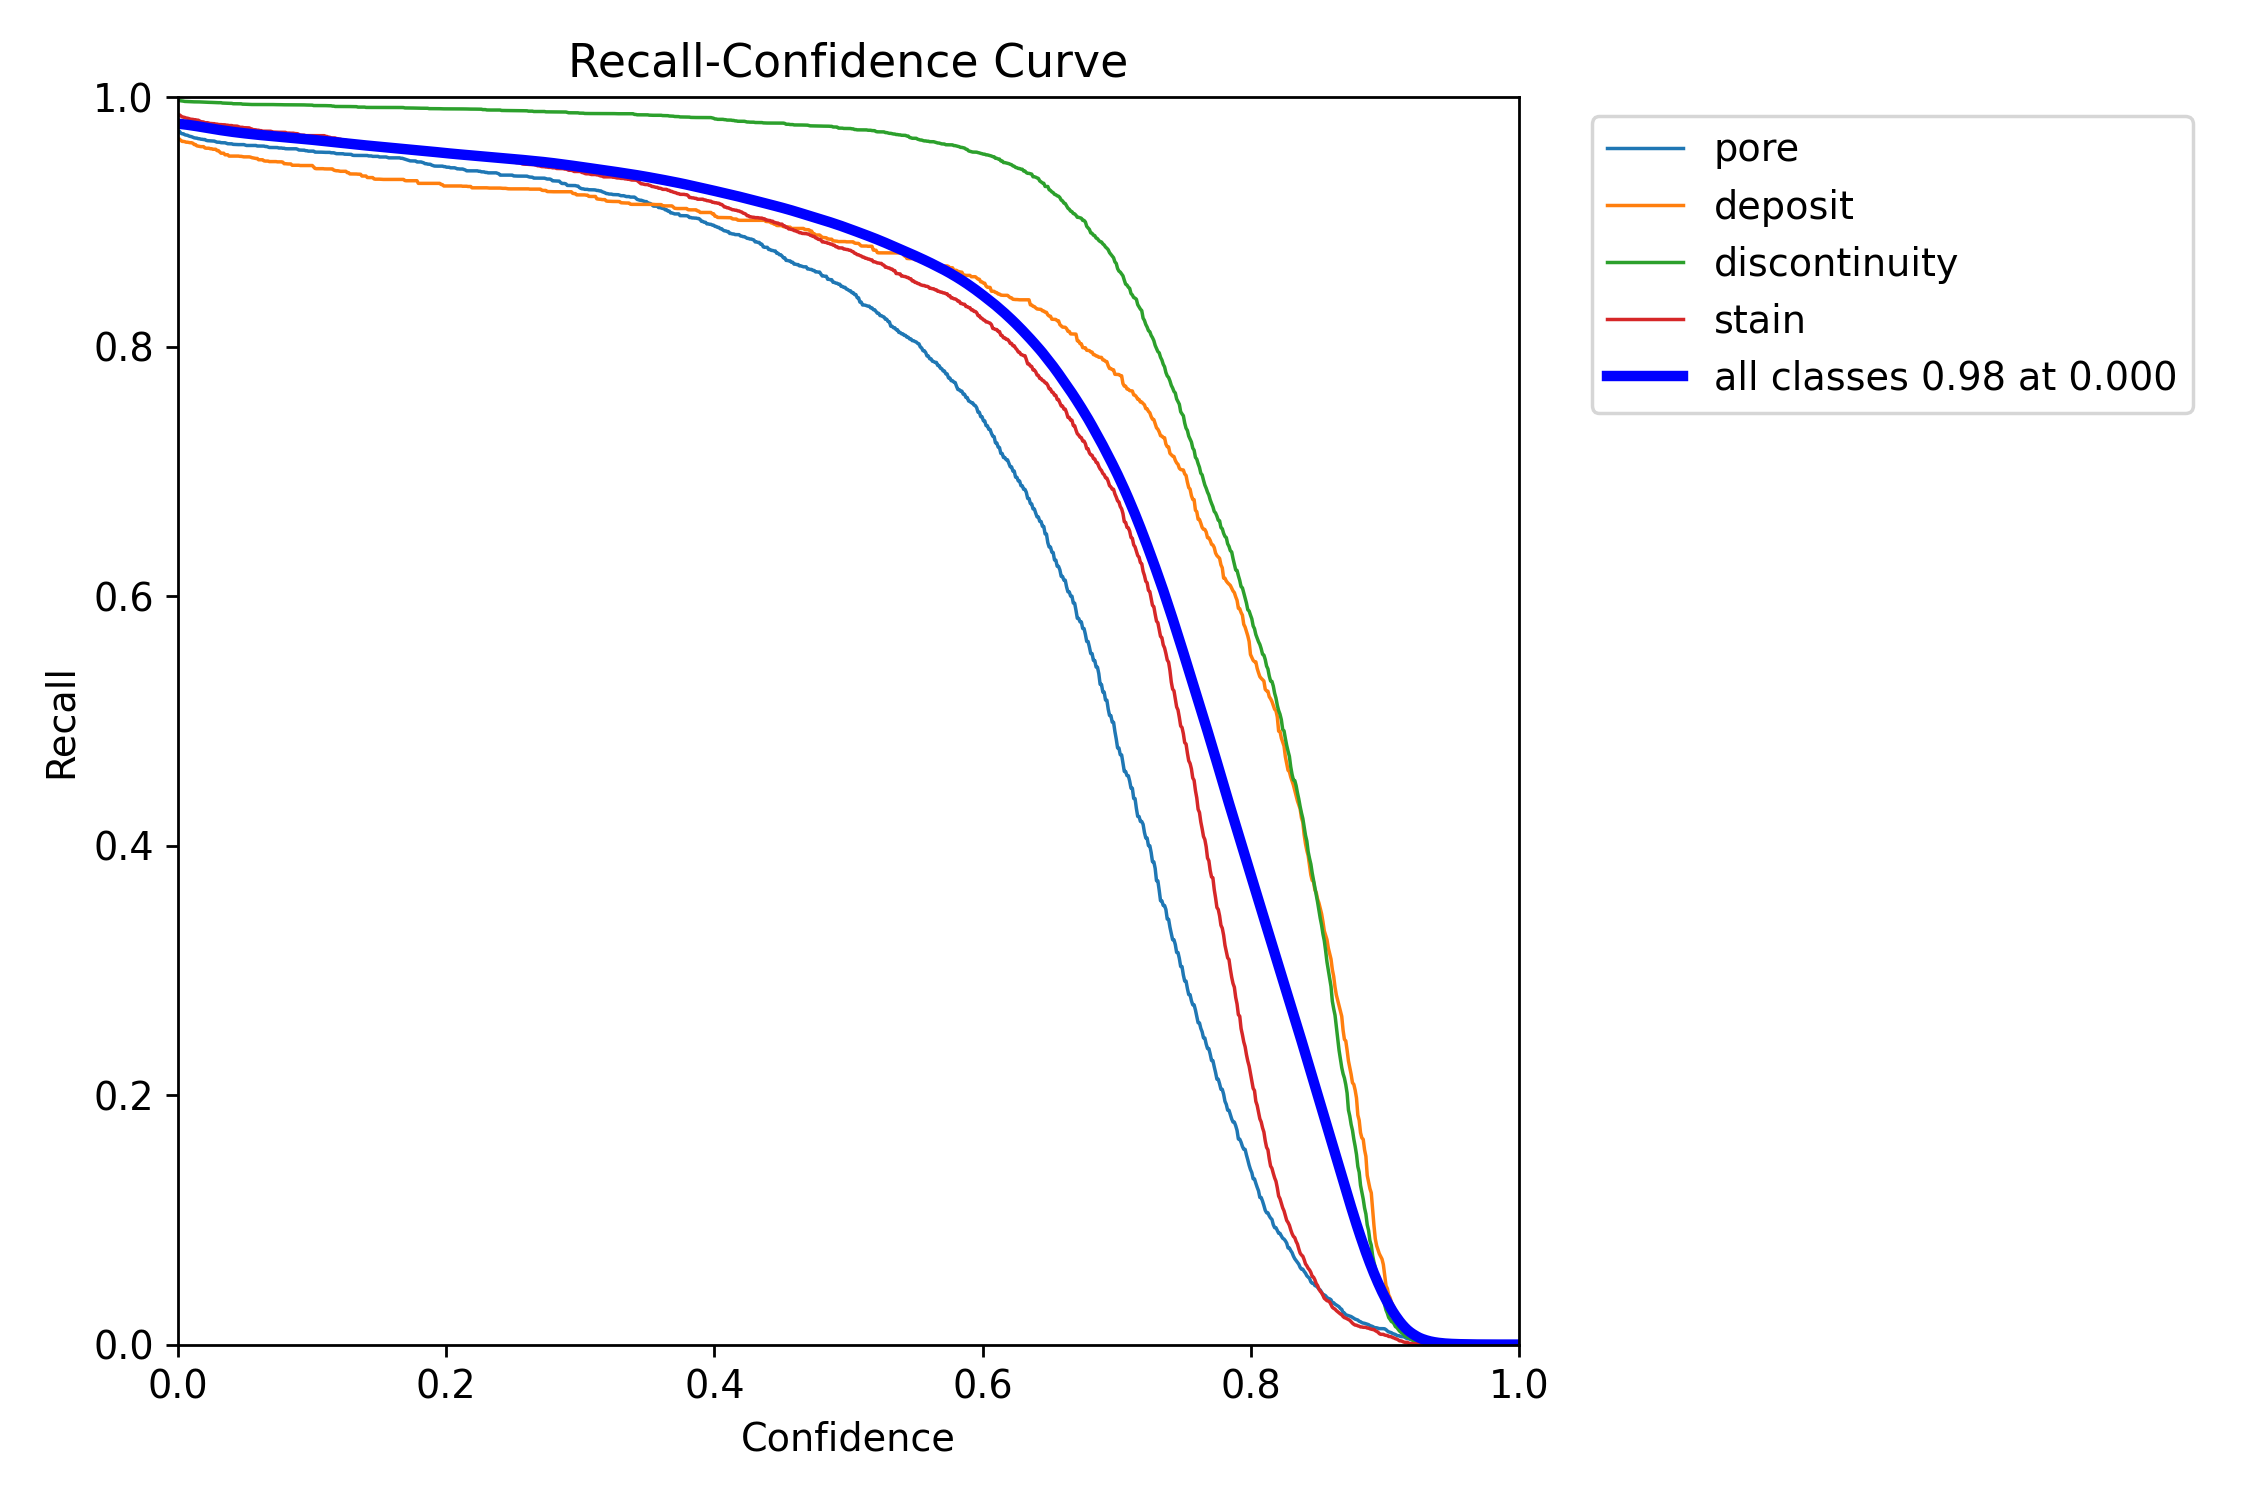 Recall-Confidence Curve
1.0
0.8
0.6
0.4
0.2
0.0
Recall
0.0 0.2 0.4 0.6 0.8 1.0
Confidence
pore
deposit
discontinuity
stain
all classes 0.98 at 0.000